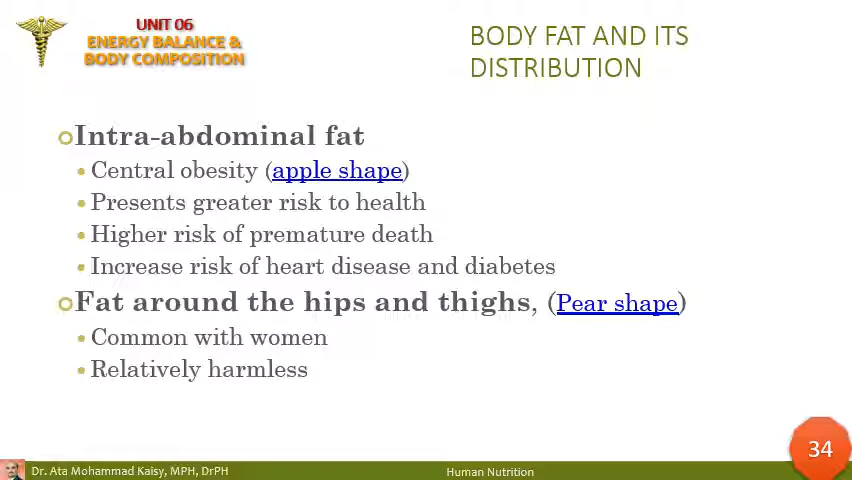 UNIT 06
ENERGY BALANCE &
BODY COMPOSITION
BODY FAT AND ITS
DISTRIBUTION
Intra-abdominal fat
Central obesity (apple shape)
Presents greater risk to health
Higher risk of premature death
Increase risk of heart disease and diabetes
Fat around the hips and thighs, (Pear shape)
Common with women
Relatively harmless
34
Dr. Ata Mohammad Kaisy, MPH, DrPH
Human Nutrition